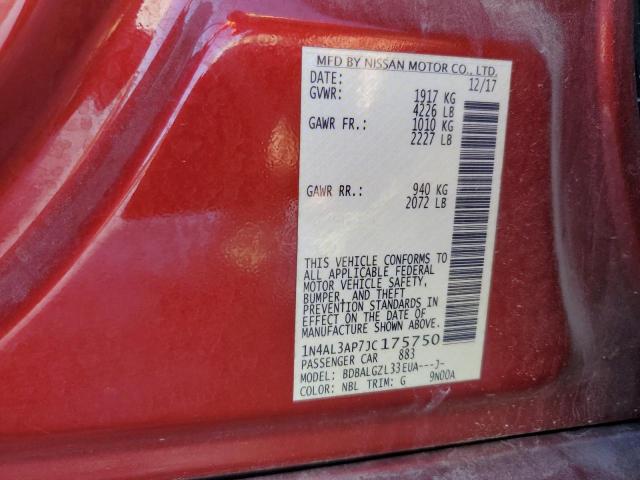 MFD BY NISSAN MOTOR CO., LTD.
DATE: 12/17
GVWR: 1917 KG
4226 LB
GAWR FR.: 1010 KG
2227 LB
GAWR RR.: 940 KG
2072 LB
THIS VEHICLE CONFORMS TO
ALL APPLICABLE FEDERAL
MOTOR VEHICLE SAFETY,
BUMPER, AND THEFT
PREVENTION STANDARDS IN
EFFECT ON THE DATE OF
MANUFACTURE SHOWN ABOVE.
1N4AL3AP7JC175750
PASSENGER CAR 883
MODEL: BDBALGZL33EUA---J-
COLOR: NBL TRIM: G 9N00A